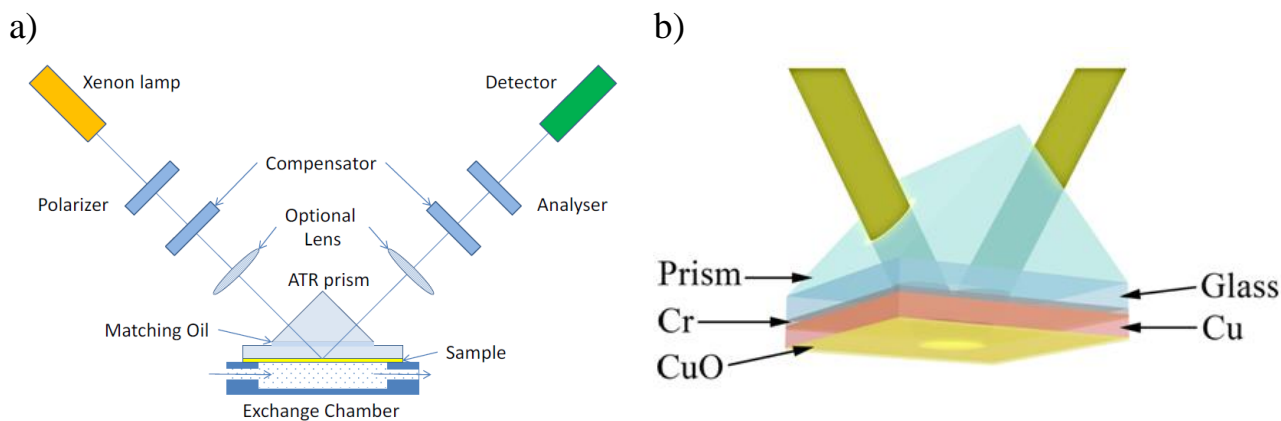 a)
Xenon lamp
Detector
Compensator
Polarizer
Analyser
Optional
Lens
ATR prism
Matching Oil
Sample
Exchange Chamber
b)
Prism
Glass
Cr
Cu
CuO